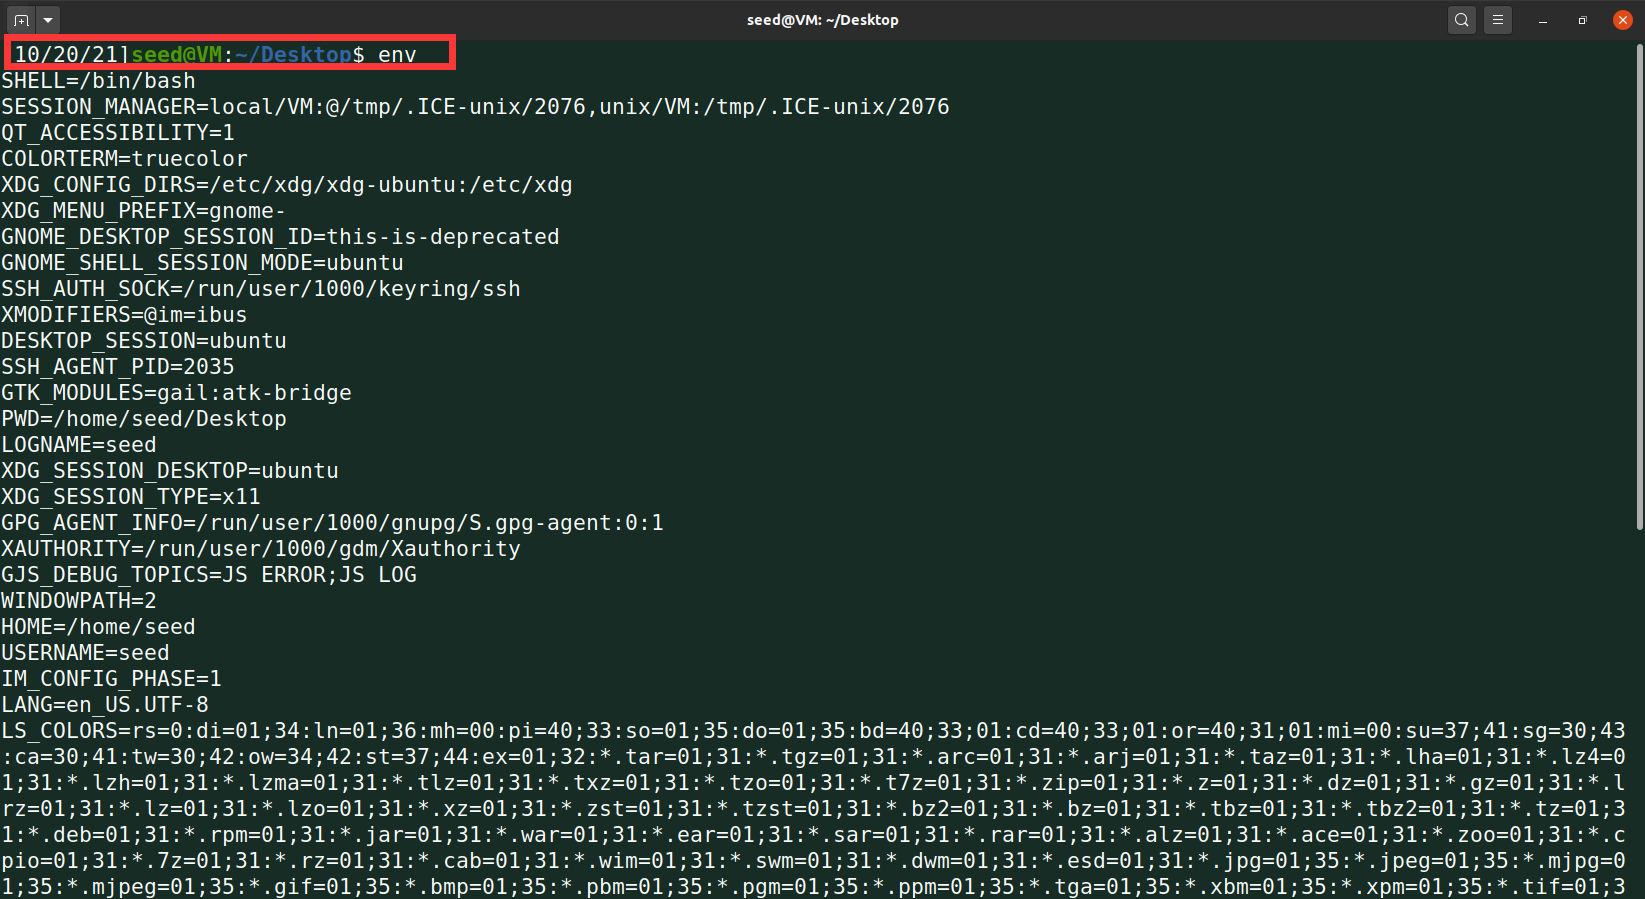 seed@VM: ~/Desktop
10/20/21]seed@VM:~/Desktop$ env
SHELL=/bin/bash
SESSION_MANAGER=local/VM:@/tmp/.ICE-unix/2076,unix/VM:/tmp/.ICE-unix/2076
QT_ACCESSIBILITY=1
COLORTERM=truecolor
XDG_CONFIG_DIRS=/etc/xdg/xdg-ubuntu:/etc/xdg
XDG_MENU_PREFIX=gnome-
GNOME_DESKTOP_SESSION_ID=this-is-deprecated
GNOME_SHELL_SESSION_MODE=ubuntu
SSH_AUTH_SOCK=/run/user/1000/keyring/ssh
XMODIFIERS=@im=ibus
DESKTOP_SESSION=ubuntu
SSH_AGENT_PID=2035
GTK_MODULES=gail:atk-bridge
PWD=/home/seed/Desktop
LOGNAME=seed
XDG_SESSION_DESKTOP=ubuntu
XDG_SESSION_TYPE=x11
GPG_AGENT_INFO=/run/user/1000/gnupg/S.gpg-agent:0:1
XAUTHORITY=/run/user/1000/gdm/Xauthority
GJS_DEBUG_TOPICS=JS ERROR;JS LOG
WINDOWPATH=2
HOME=/home/seed
USERNAME=seed
IM_CONFIG_PHASE=1
LANG=en_US.UTF-8
LS_COLORS=rs=0:di=01;34:ln=01;36:mh=00:pi=40;33:so=01;35:do=01;35:bd=40;33;01:cd=40;33;01:or=40;31;01:mi=00:su=37;41:sg=30;43
:ca=30;41:tw=30;42:ow=34;42:st=37;44:ex=01;32:*.tar=01;31:*.tgz=01;31:*.arc=01;31:*.arj=01;31:*.taz=01;31:*.lha=01;31:*.lz4=0
1;31:*.lzh=01;31:*.lzma=01;31:*.tlz=01;31:*.txz=01;31:*.tzo=01;31:*.t7z=01;31:*.zip=01;31:*.z=01;31:*.dz=01;31:*.gz=01;31:*.l
rz=01;31:*.lz=01;31:*.lzo=01;31:*.xz=01;31:*.zst=01;31:*.tzst=01;31:*.bz2=01;31:*.bz=01;31:*.tbz=01;31:*.tbz2=01;31:*.tz=01;3
1:*.deb=01;31:*.rpm=01;31:*.jar=01;31:*.war=01;31:*.ear=01;31:*.sar=01;31:*.rar=01;31:*.alz=01;31:*.ace=01;31:*.zoo=01;31:*.c
pio=01;31:*.7z=01;31:*.rz=01;31:*.cab=01;31:*.wim=01;31:*.swm=01;31:*.dwm=01;31:*.esd=01;31:*.jpg=01;35:*.jpeg=01;35:*.mjpg=0
1;35:*.mjpeg=01;35:*.gif=01;35:*.bmp=01;35:*.pbm=01;35:*.pgm=01;35:*.ppm=01;35:*.tga=01;35:*.xbm=01;35:*.xpm=01;35:*.tif=01;3